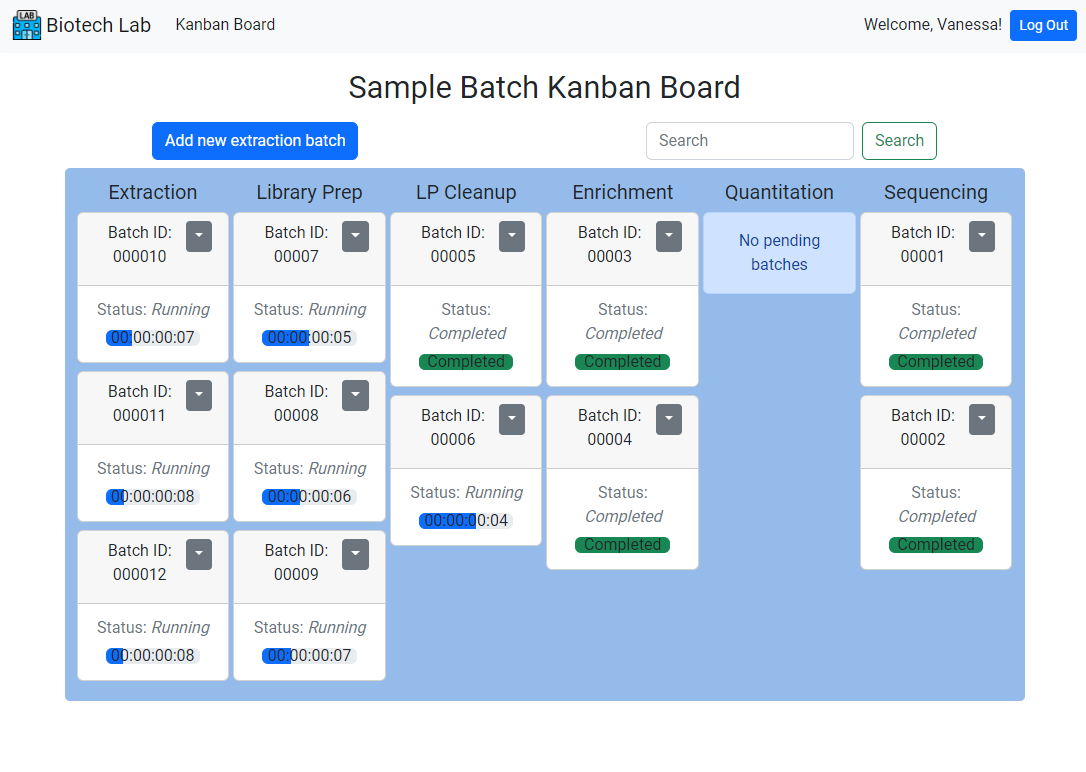 LAB
Biotech Lab Kanban Board Welcome, Vanessa! Log Out
Sample Batch Kanban Board
Add new extraction batch Search Search
Extraction Library Prep LP Cleanup Enrichment Quantitation Sequencing
Batch ID:
000010
Status: Running
00:00:00:07
Batch ID:
000011
Status: Running
00:00:00:08
Batch ID:
000012
Status: Running
00:00:00:08
Batch ID:
00007
Status: Running
00:00:00:05
Batch ID:
00008
Status: Running
00:00:00:06
Batch ID:
00009
Status: Running
00:00:00:07
Batch ID:
00005
Status:
Completed
Completed
Batch ID:
00006
Status: Running
00:00:00:04
Batch ID:
00003
Status:
Completed
Completed
Batch ID:
00004
Status:
Completed
Completed
No pending
batches
Batch ID:
00001
Status:
Completed
Completed
Batch ID:
00002
Status:
Completed
Completed